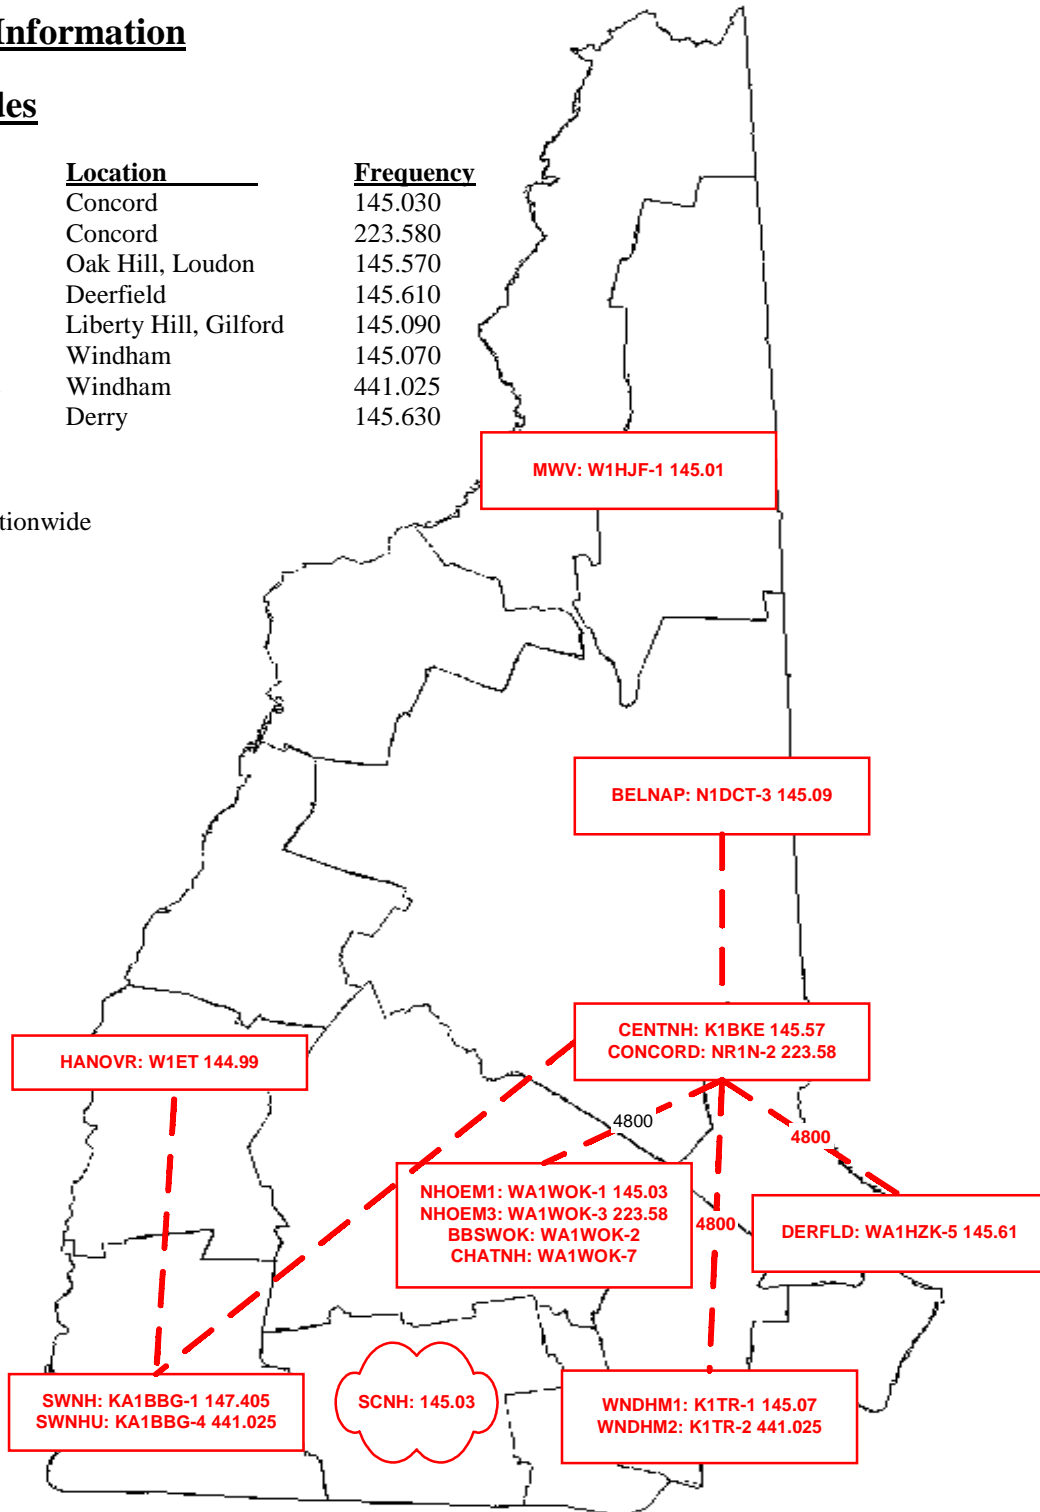 Information
des
Location Frequency
Concord 145.030
Concord 223.580
Oak Hill, Loudon 145.570
Deerfield 145.610
Liberty Hill, Gilford 145.090
Windham 145.070
Windham 441.025
Derry 145.630
tionwide
MWV: W1HJF-1 145.01
BELNAP: N1DCT-3 145.09
CENTNH: K1BKE 145.57
CONCORD: NR1N-2 223.58
HANOVR: W1ET 144.99
4800
4800
NHOEM1: WA1WOK-1 145.03
NHOEM3: WA1WOK-3 223.58
BBSWOK: WA1WOK-2
CHATNH: WA1WOK-7
4800
DERFLD: WA1HZK-5 145.61
SWNH: KA1BBG-1 147.405
SWNHU: KA1BBG-4 441.025
SCNH: 145.03
WNDHM1: K1TR-1 145.07
WNDHM2: K1TR-2 441.025